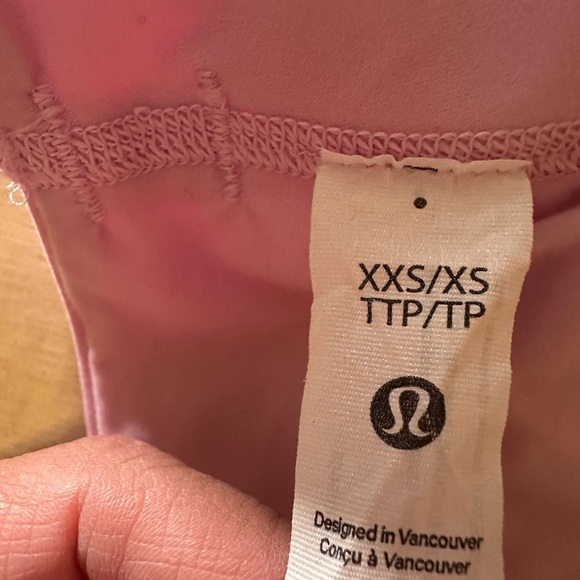 XXS/XS
TTP/TP
Designed in Vancouver
Conçu à Vancouver